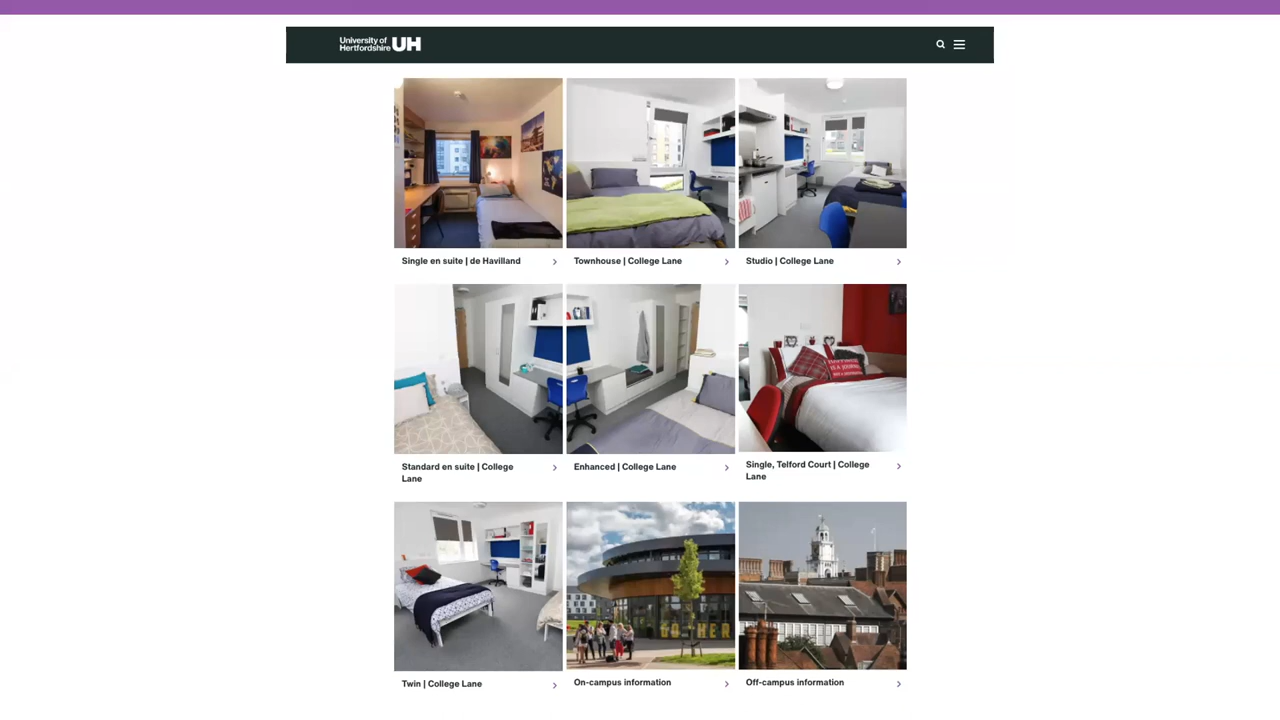 University of
Hertfordshire UH
Single en suite | de Havilland
Townhouse | College Lane
Studio | College Lane
Standard en suite | College
Lane
Enhanced | College Lane
Single, Telford Court | College
Lane
Twin | College Lane
On-campus information
Off-campus information